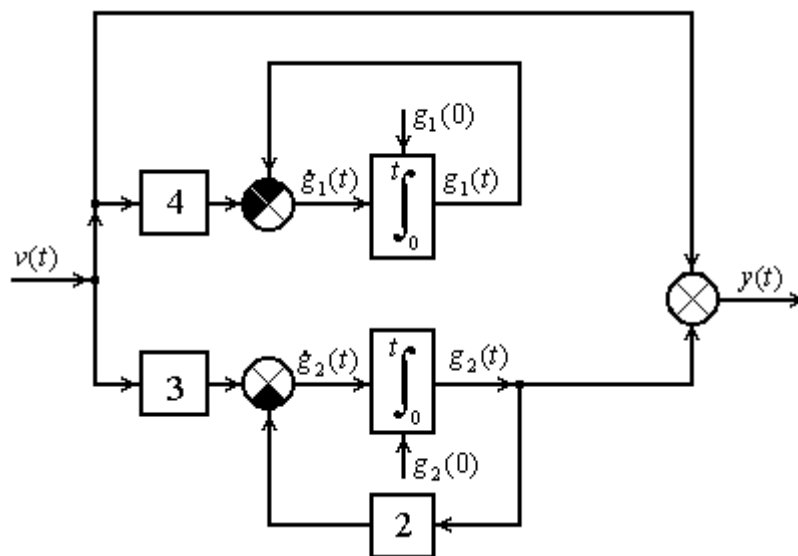 g₁(0)
4
ġ₁(t)
t
∫
0
g₁(t)
v(t)
y(t)
3
ġ₂(t)
t
∫
0
g₂(t)
g₂(0)
2